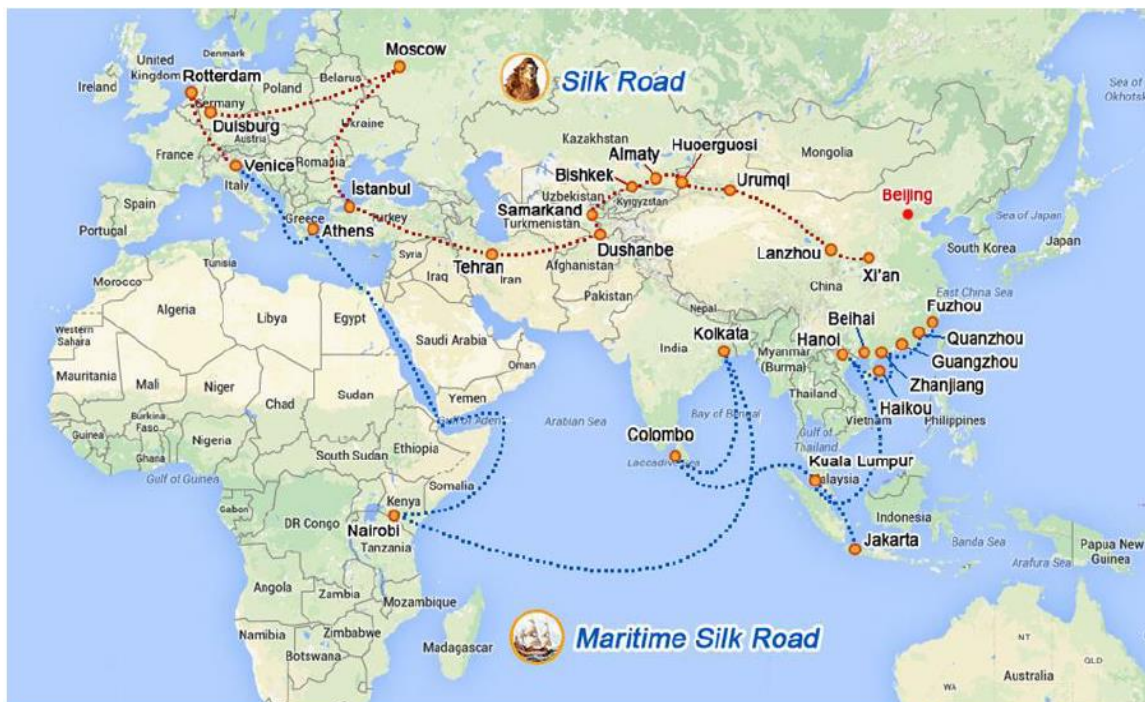 Sea of
Okhotsk
Moscow
United
Kingdom
Denmark
Ireland
Rotterdam
Poland
Belarus
Germany
Duisburg
Ukraine
Austria
France
Romania
Venice
Italy
Spain
Portugal
İstanbul
Greece
Turkey
Athens
Silk Road
Kazakhstan
Mongolia
Huoerguosi
Almaty
Bishkek
Urumqi
Uzbekistan
Kyrgyzstan
Samarkand
Turkmenistan
Dushanbe
Beijing
Sea of Japan
South Korea
Japan
Lanzhou
Xi'an
China
Tehran
Iran
Afghanistan
Syria
Iraq
Pakistan
Tunisia
Morocco
Algeria
Libya
Egypt
Western
Sahara
Saudi Arabia
Oman
Yemen
Mauritania
Mali
Niger
Chad
Sudan
Nepal
India
Kolkata
Myanmar
(Burma)
Hanoi
Beihai
East China Sea
Fuzhou
Quanzhou
Guangzhou
Zhanjiang
Haikou
Thailand
Vietnam
Philippines
Gulf of
Thailand
Bay of Bengal
Arabian Sea
Gulf of Aden
Colombo
Laccadive Sea
Guinea
Burkina
Faso
Ghana
Nigeria
Gulf of Guinea
South Sudan
Ethiopia
Somalia
Kenya
Gabon
DR Congo
Nairobi
Tanzania
Kuala Lumpur
Malaysia
Indonesia
Jakarta
Banda Sea
Arafura Sea
Papua New
Guinea
Angola
Zambia
Mozambique
Namibia
Zimbabwe
Botswana
Madagascar
Maritime Silk Road
NT
QLD
WA
Australia